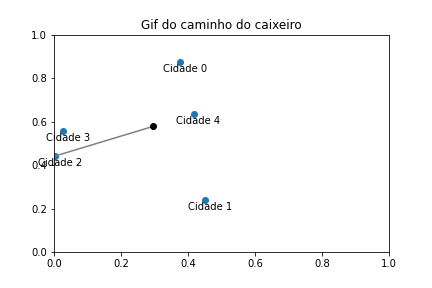 Gif do caminho do caixeiro
1.0
Cidade 0
0.8
0.6
Cidade 4
Cidade 3
Cidade 2
0.4
0.2
Cidade 1
0.0
0.0 0.2 0.4 0.6 0.8 1.0